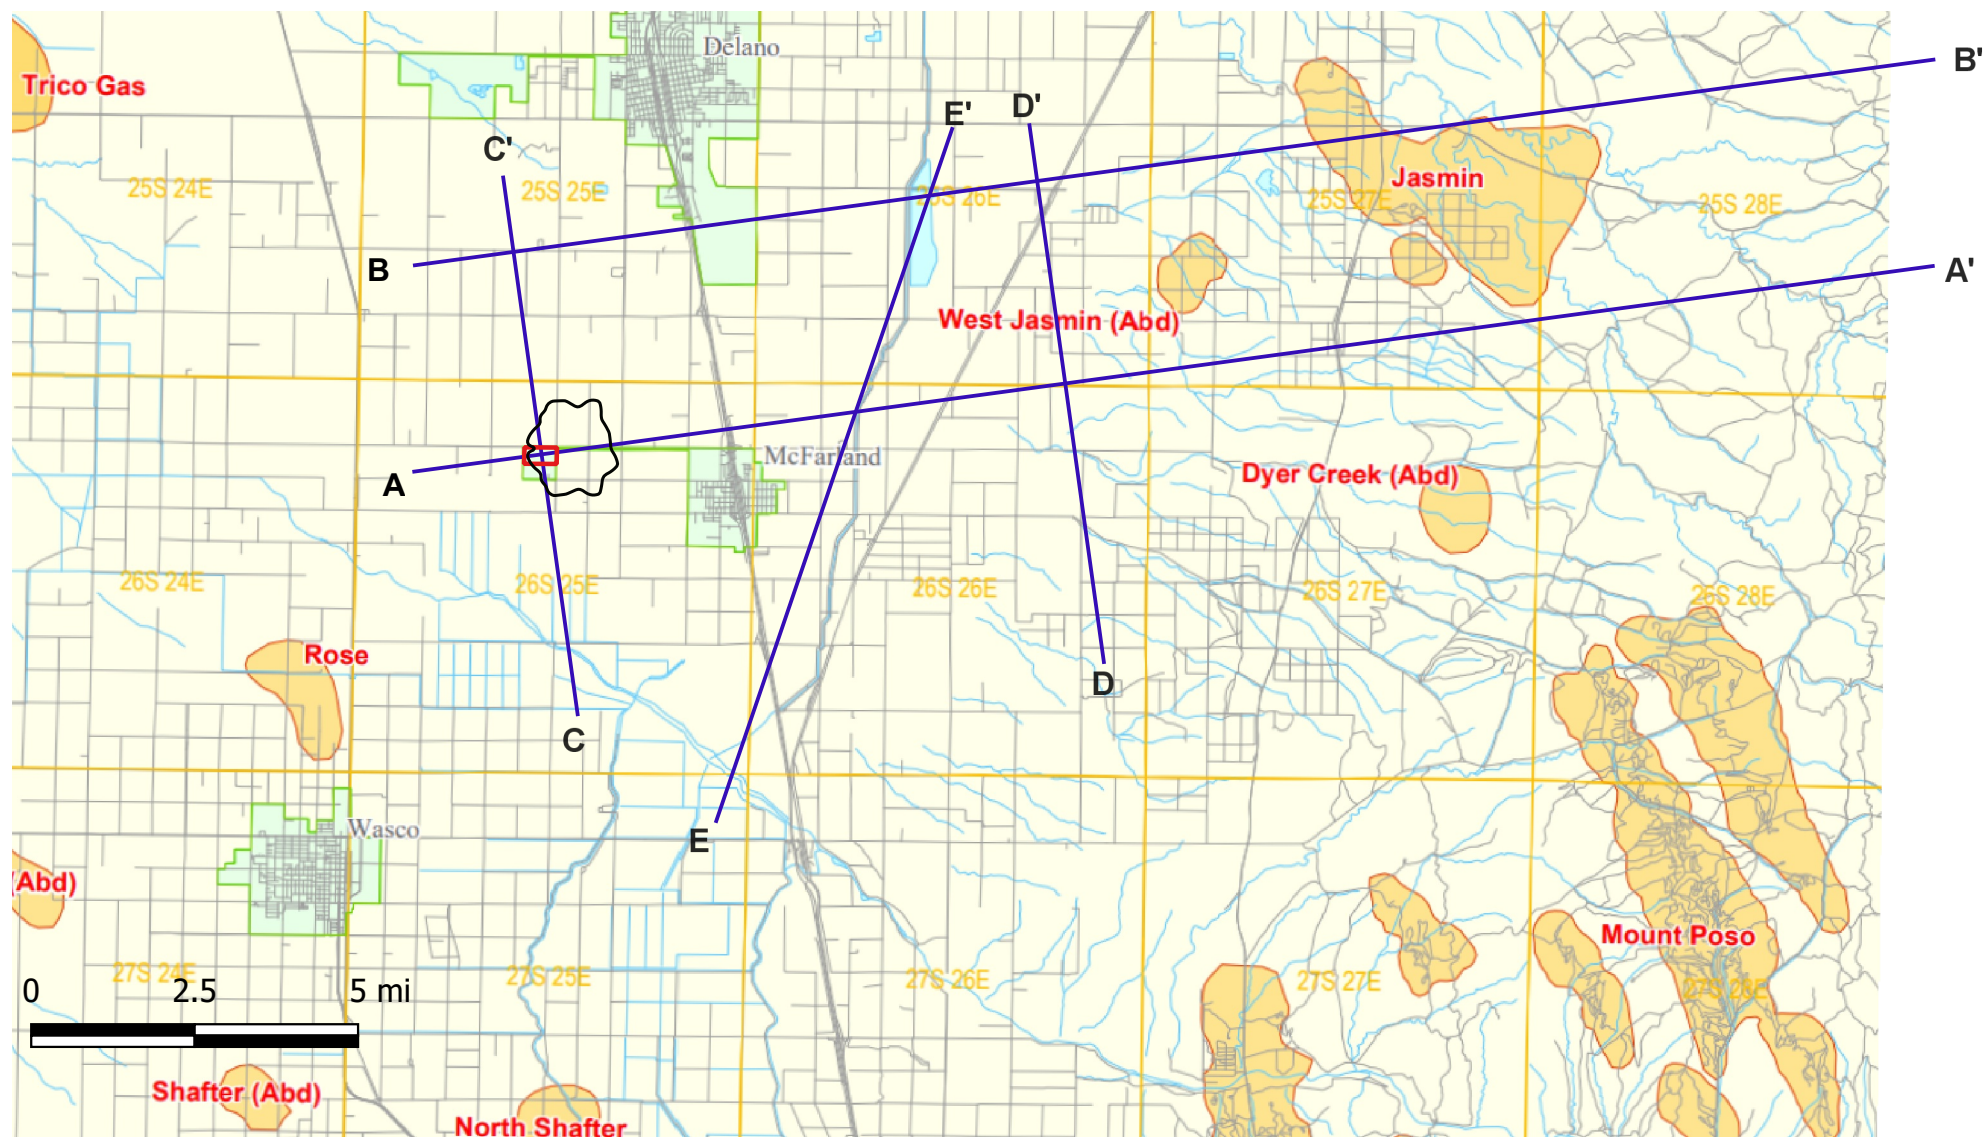 Delano
B'
Trico Gas
E'
D'
C'
Jasmin
25S 24E
25S 25E
25S 26E
25S 27E
25S 28E
B
A'
West Jasmin (Abd)
McFarland
A
Dyer Creek (Abd)
26S 24E
26S 25E
26S 26E
26S 27E
26S 28E
Rose
D
C
Wasco
E
(Abd)
Mount Poso
27S 24E
27S 25E
27S 26E
27S 27E
27S 28E
0 2.5 5 mi
Shafter (Abd)
North Shafter